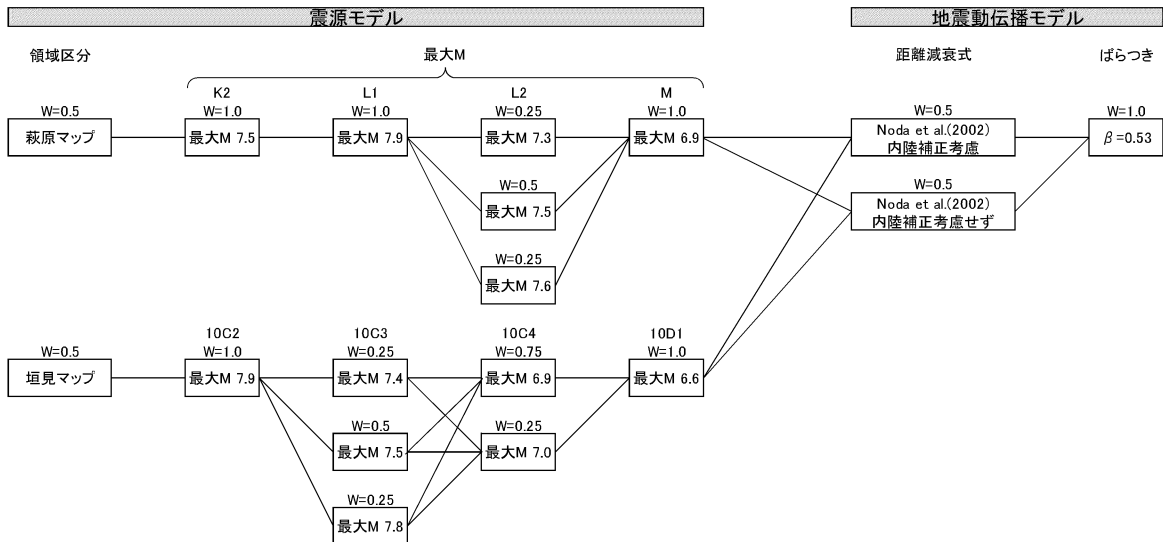 震源モデル
地震動伝播モデル
領域区分
最大M
距離減衰式
ばらつき
K2
L1
L2
M
W=0.5
W=1.0
W=1.0
W=0.25
W=1.0
W=0.5
W=1.0
萩原マップ
最大M 7.5
最大M 7.9
最大M 7.3
最大M 6.9
Noda et al.(2002)
内陸補正考慮
β=0.53
W=0.5
最大M 7.5
W=0.5
Noda et al.(2002)
内陸補正考慮せず
W=0.25
最大M 7.6
10C2
10C3
10C4
10D1
W=0.5
W=1.0
W=0.25
W=0.75
W=1.0
垣見マップ
最大M 7.9
最大M 7.4
最大M 6.9
最大M 6.6
W=0.5
最大M 7.5
W=0.25
最大M 7.0
W=0.25
最大M 7.8